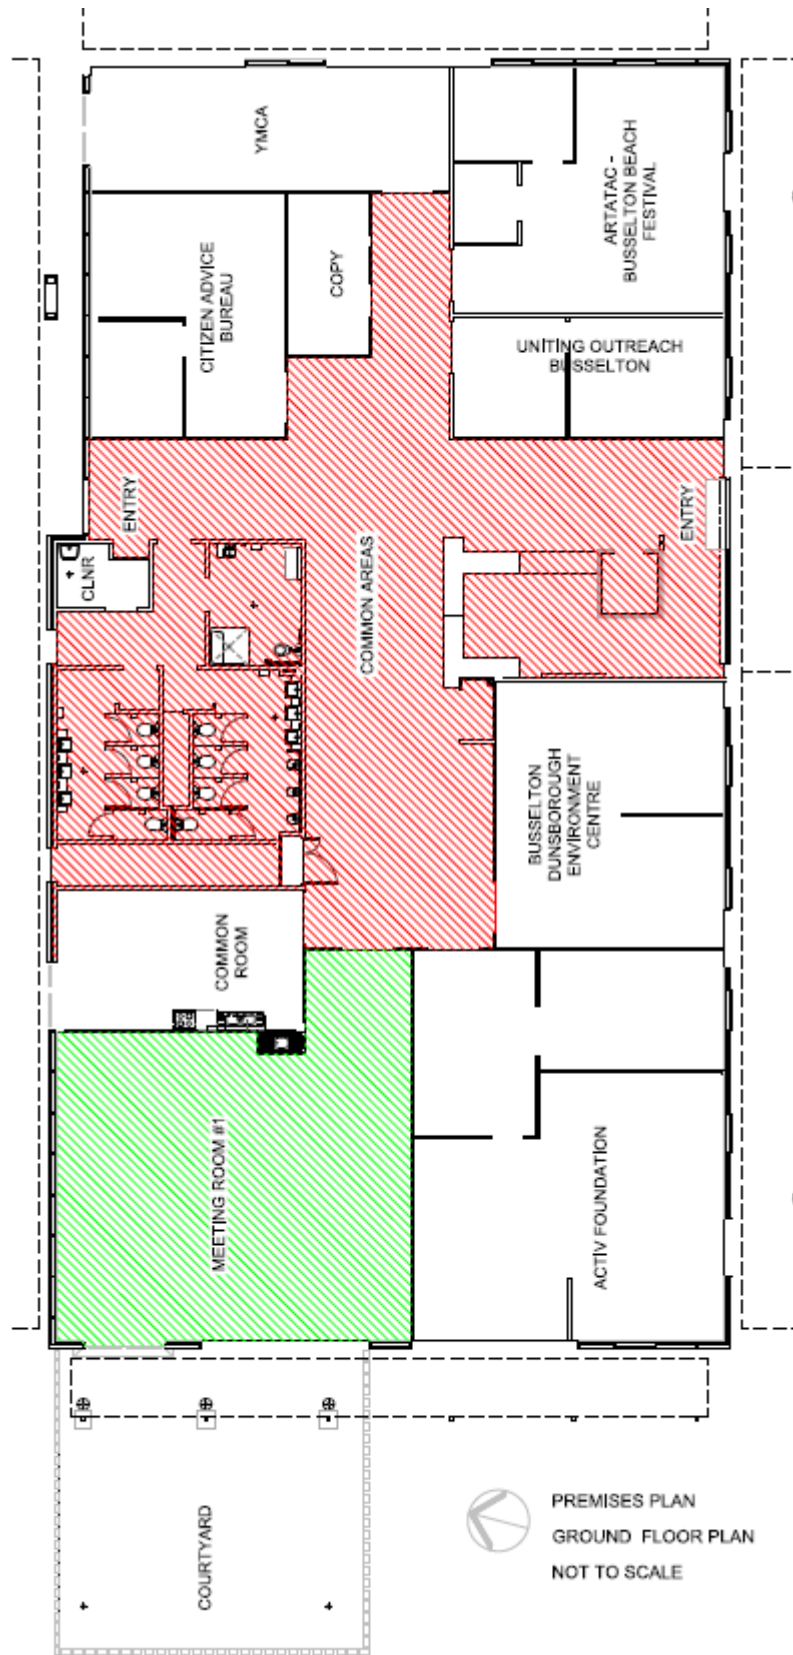 YMCA
ARTATAC –
BUSSELTON BEACH
FESTIVAL
CITIZEN ADVICE
BUREAU
COPY
UNITING OUTREACH
BUSSELTON
ENTRY
ENTRY
CLNR
COMMON AREAS
BUSSELTON
DUNSBOROUGH
ENVIRONMENT
CENTRE
COMMON
ROOM
MEETING ROOM #1
ACTIV FOUNDATION
COURTYARD
PREMISES PLAN
GROUND FLOOR PLAN
NOT TO SCALE